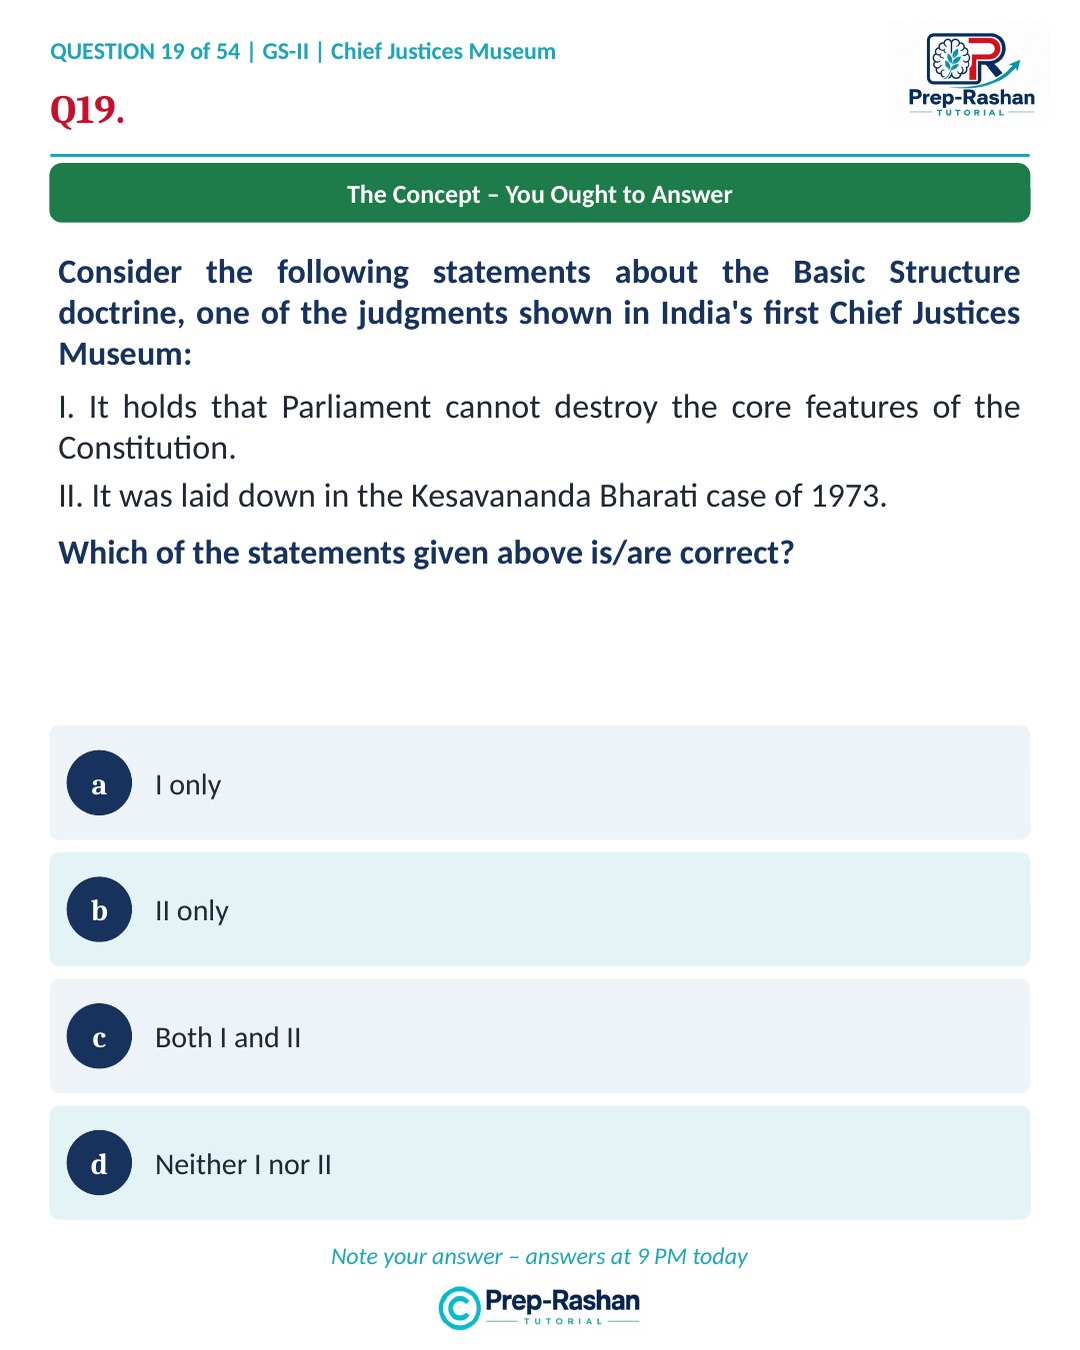 QUESTION 19 of 54 | GS-II | Chief Justices Museum
Q19.
Prep-Rashan
TUTORIAL
The Concept – You Ought to Answer
Consider the following statements about the Basic Structure
doctrine, one of the judgments shown in India's first Chief Justices
Museum:
I. It holds that Parliament cannot destroy the core features of the
Constitution.
II. It was laid down in the Kesavananda Bharati case of 1973.
Which of the statements given above is/are correct?
a I only
b II only
c Both I and II
d Neither I nor II
Note your answer – answers at 9 PM today
© Prep-Rashan
TUTORIAL